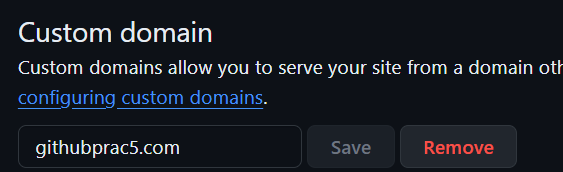 Custom domain
Custom domains allow you to serve your site from a domain
configuring custom domains.
githubprac5.com Save Remove